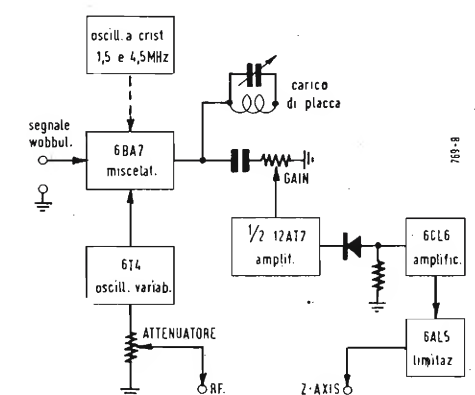 oscill. a crist
1,5 e 4,5MHz
carico
di placca
segnale
wobbul.
6BA7
miscelat.
GAIN
769-8
½ 12AT7
amplif.
6CL6
amplific.
6T4
oscill. variab.
ATTENUATORE
6AL5
limitaz
RF.
Z-AXIS